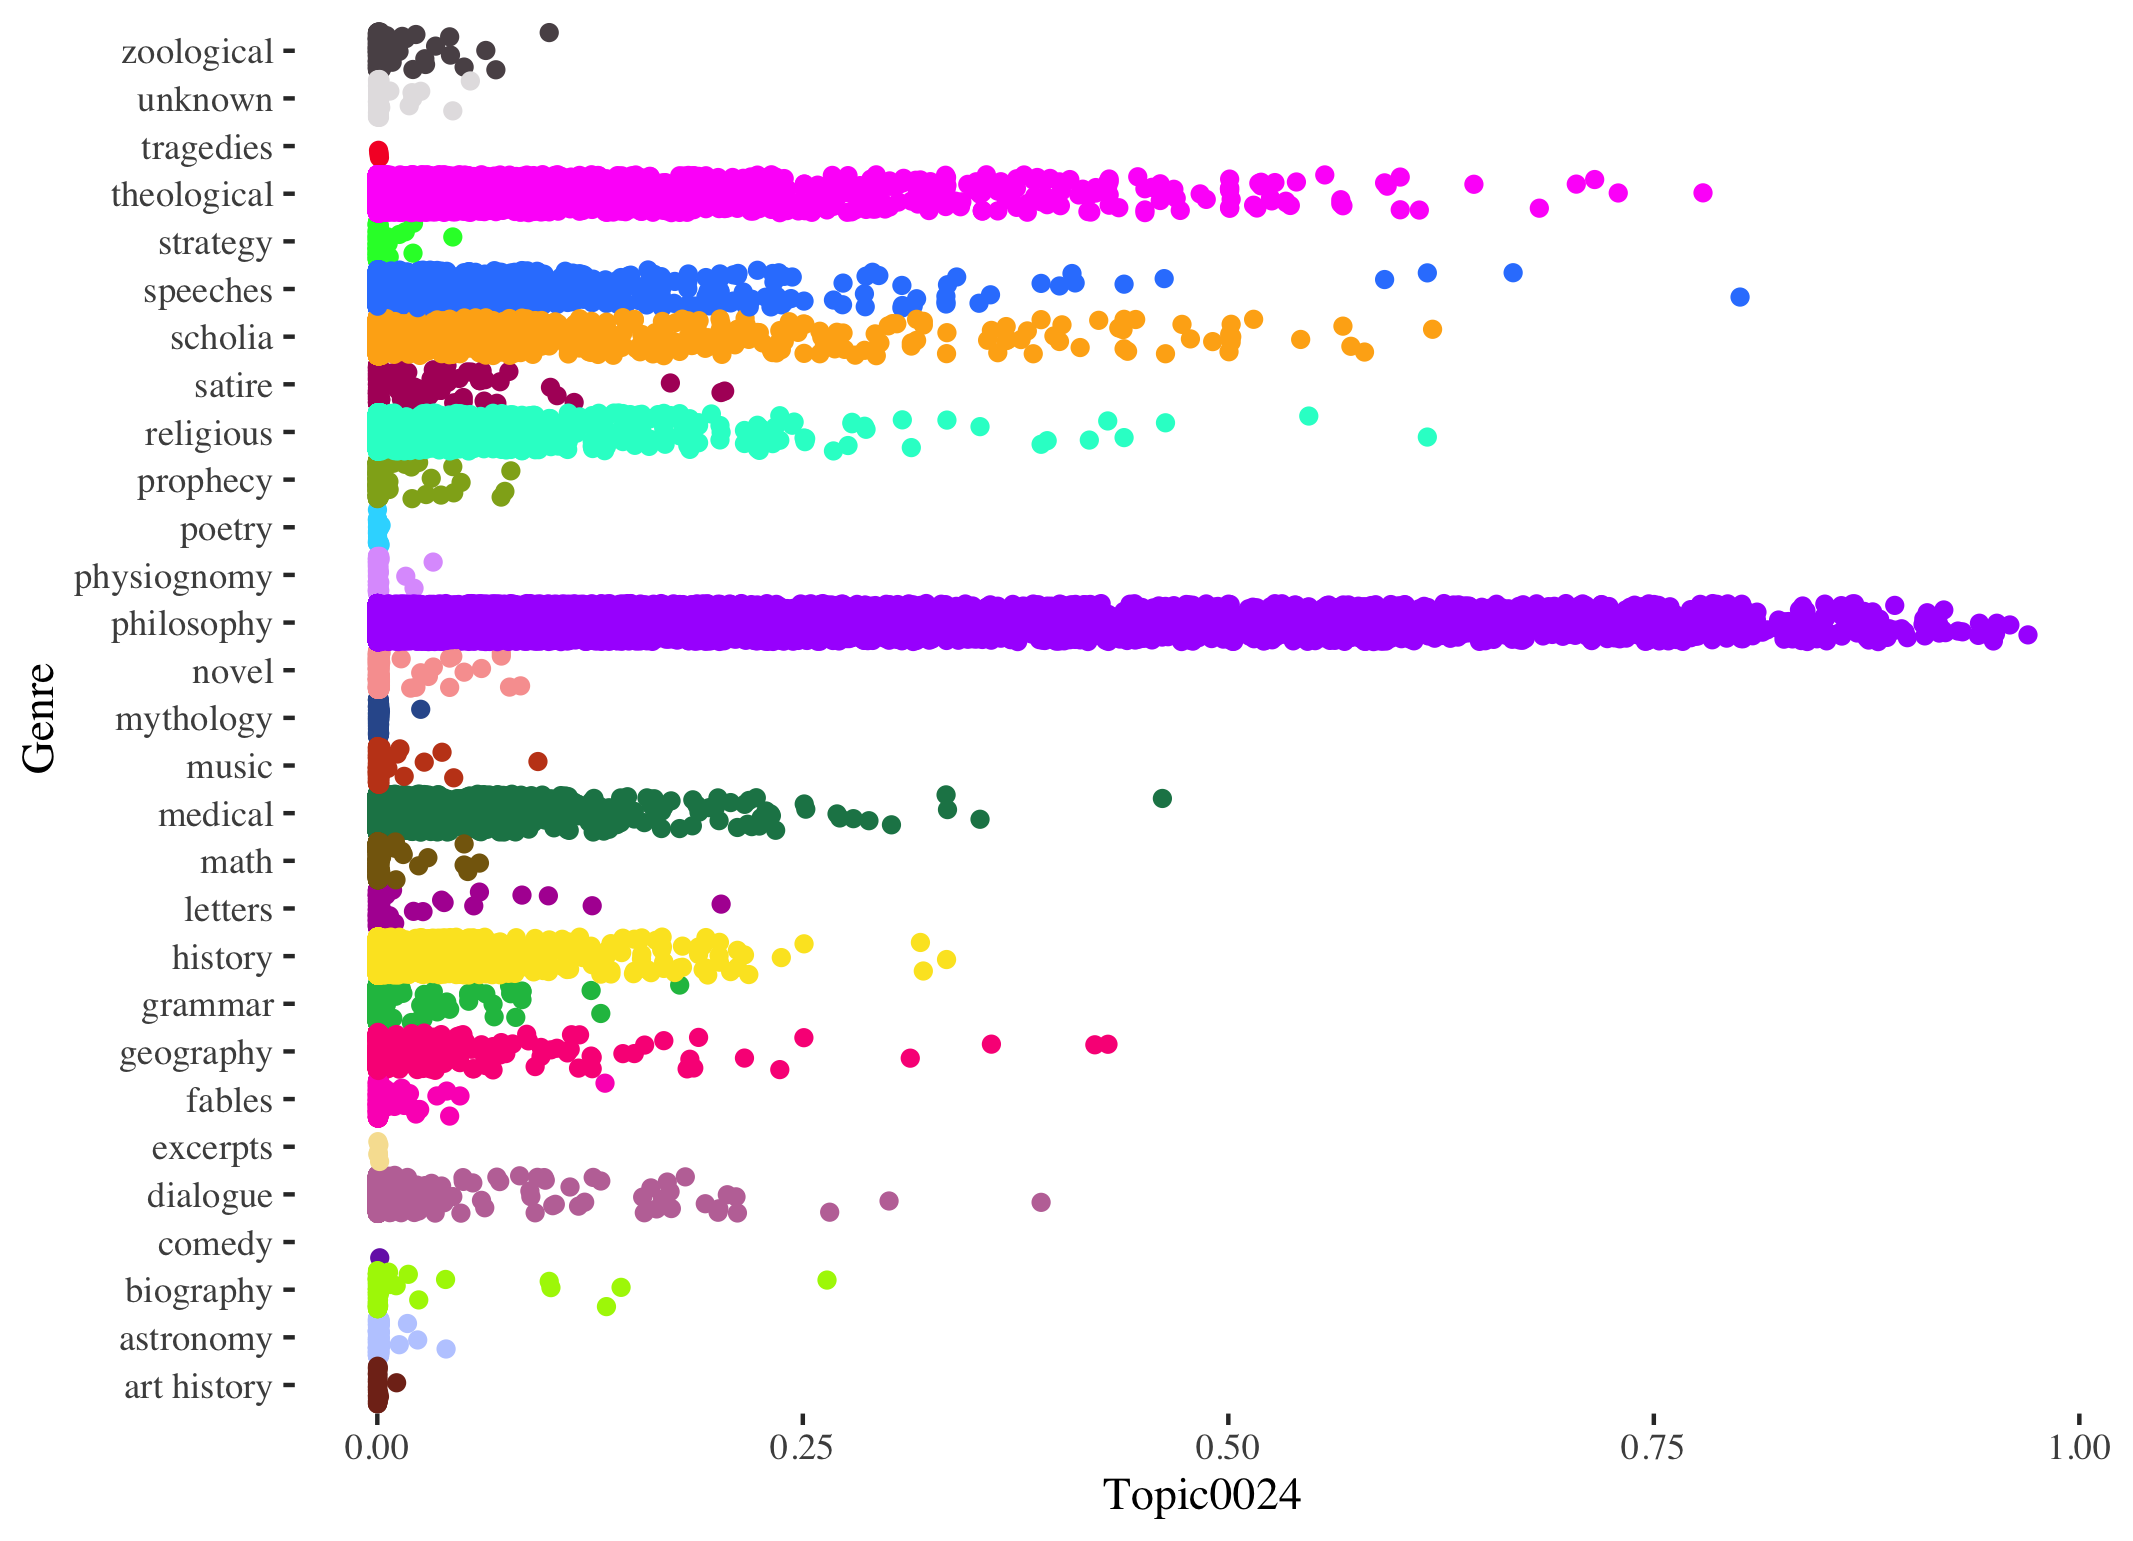 zoological
unknown
tragedies
theological
strategy
speeches
scholia
satire
religious
prophecy
poetry
physiognomy
philosophy
novel
mythology
music
medical
math
letters
history
grammar
geography
fables
excerpts
dialogue
comedy
biography
astronomy
art history
Genre
0.00 0.25 0.50 0.75 1.00
Topic0024